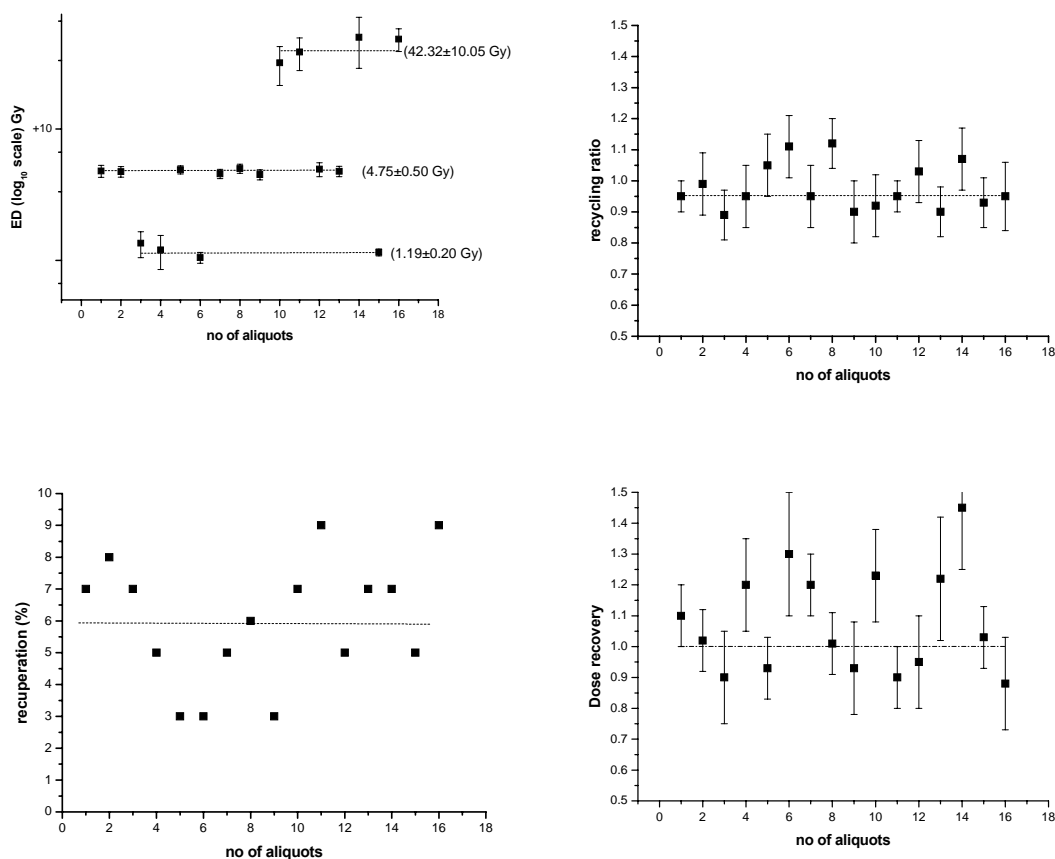 (42.32±10.05 Gy)
+10
(4.75±0.50 Gy)
(1.19±0.20 Gy)
ED (log10 scale) Gy
0 2 4 6 8 10 12 14 16 18
no of aliquots
1.5
1.4
1.3
1.2
1.1
1.0
0.9
0.8
0.7
0.6
0.5
recycling ratio
0 2 4 6 8 10 12 14 16 18
no of aliquots
10
9
8
7
6
5
4
3
2
1
0
recuperation (%)
0 2 4 6 8 10 12 14 16 18
no of aliquots
1.5
1.4
1.3
1.2
1.1
1.0
0.9
0.8
0.7
0.6
0.5
Dose recovery
0 2 4 6 8 10 12 14 16 18
no of aliquots